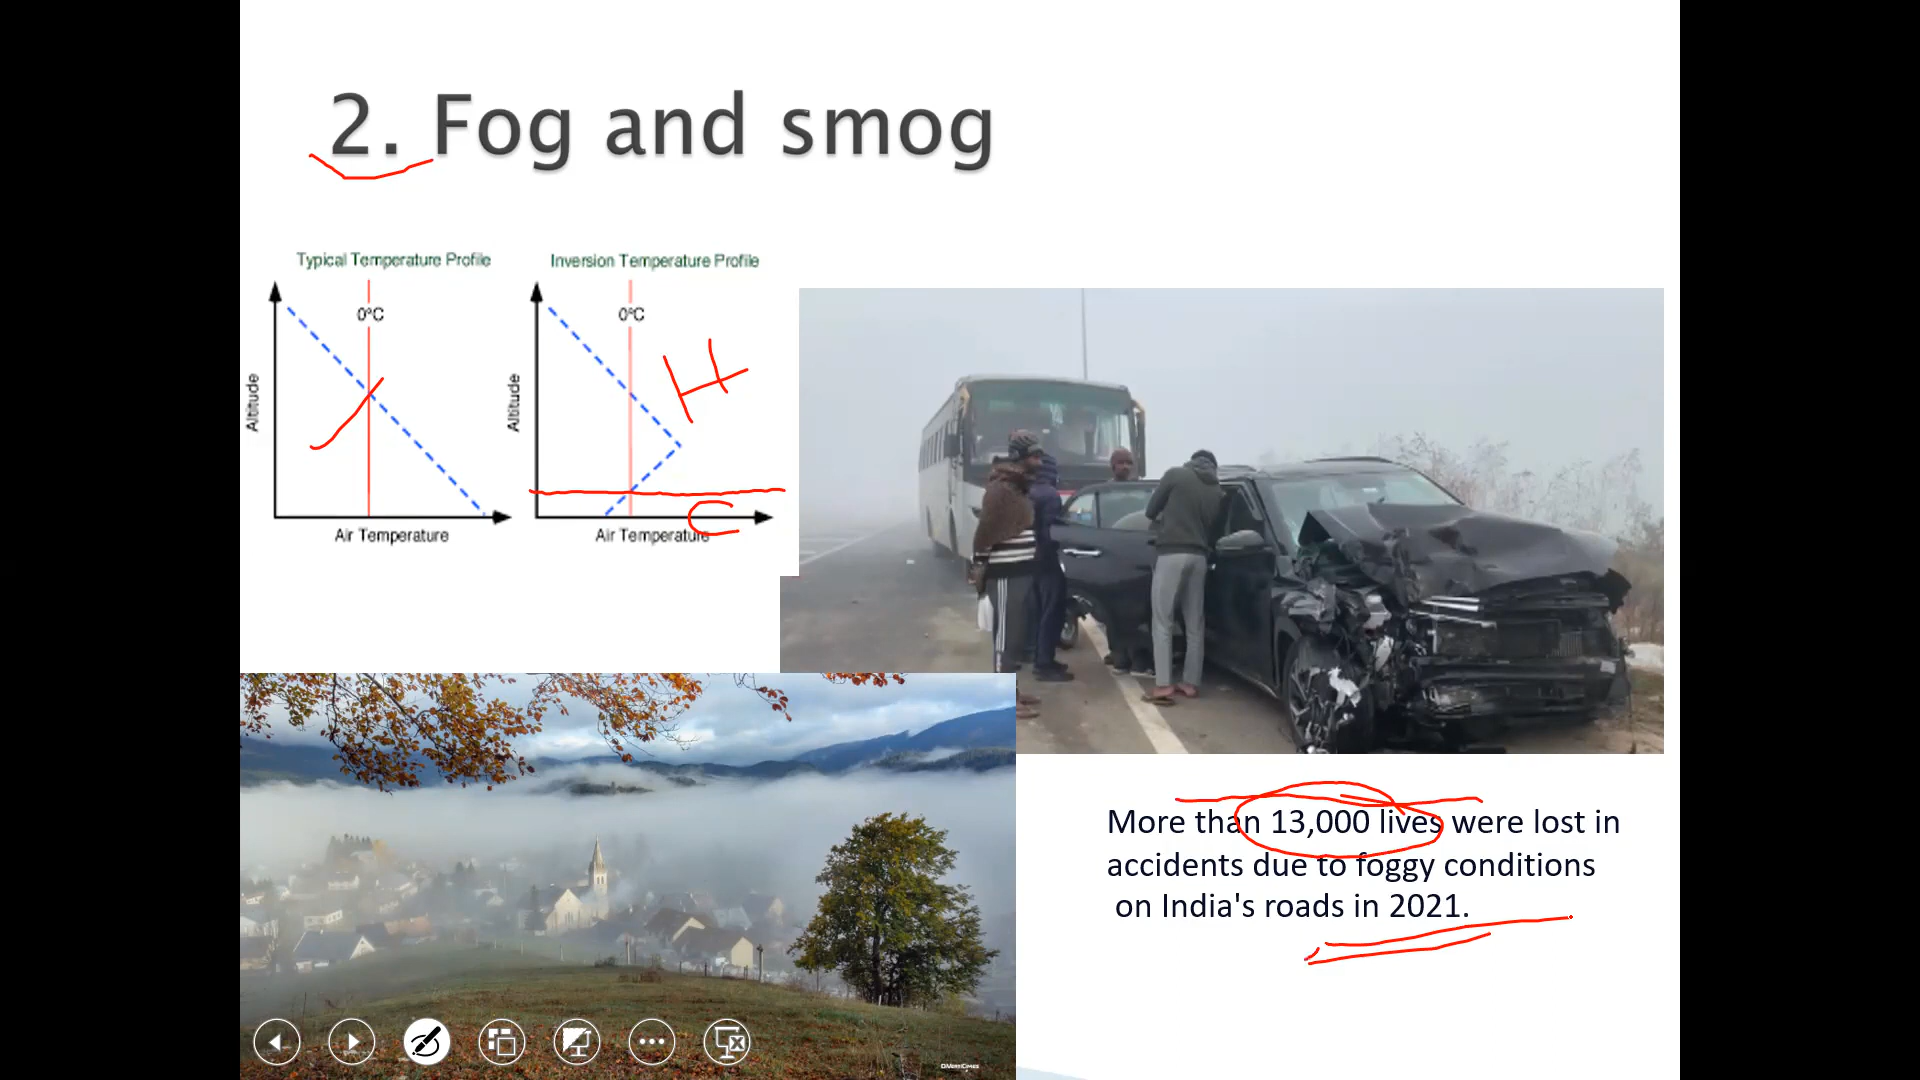 2. Fog and smog
Typical Temperature Profile
0°C
Altitude
Air Temperature
Inversion Temperature Profile
0°C
H
Altitude
C
Air Temperature
More than 13,000 lives were lost in
accidents due to foggy conditions
on India's roads in 2021.